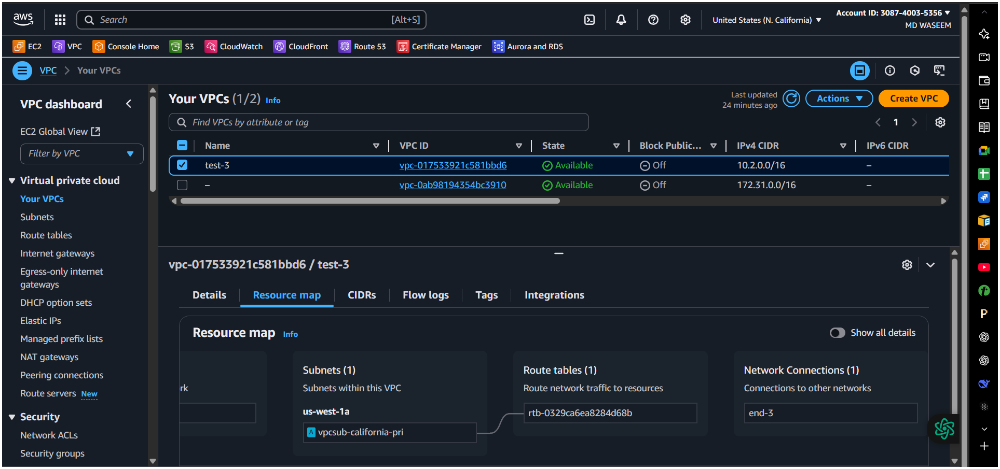 aws
Search [Alt+S]
United States (N. California)
Account ID: 3087-4003-5356
MD WASEEM
EC2 VPC Console Home S3 CloudWatch CloudFront Route 53 Certificate Manager Aurora and RDS
VPC Your VPCs
VPC dashboard
EC2 Global View
Filter by VPC
Virtual private cloud
Your VPCs
Subnets
Route tables
Internet gateways
Egress-only internet
gateways
DHCP option sets
Elastic IPs
Managed prefix lists
NAT gateways
Peering connections
Route servers New
Security
Network ACLs
Security groups
Your VPCs (1/2) Info
Last updated
24 minutes ago
Actions
Create VPC
Find VPCs by attribute or tag
1
Name VPC ID State Block Public... IPv4 CIDR IPv6 CIDR
test-3 vpc-017533921c581bbd6 Available Off 10.2.0.0/16 –
– vpc-0ab98194354bc3910 Available Off 172.31.0.0/16 –
vpc-017533921c581bbd6 / test-3
Details Resource map CIDRs Flow logs Tags Integrations
Resource map Info
Show all details
rk
Subnets (1)
Subnets within this VPC
us-west-1a
A vpcsub-california-pri
Route tables (1)
Route network traffic to resources
rtb-0329ca6ea8284d68b
Network Connections (1)
Connections to other networks
end-3
P